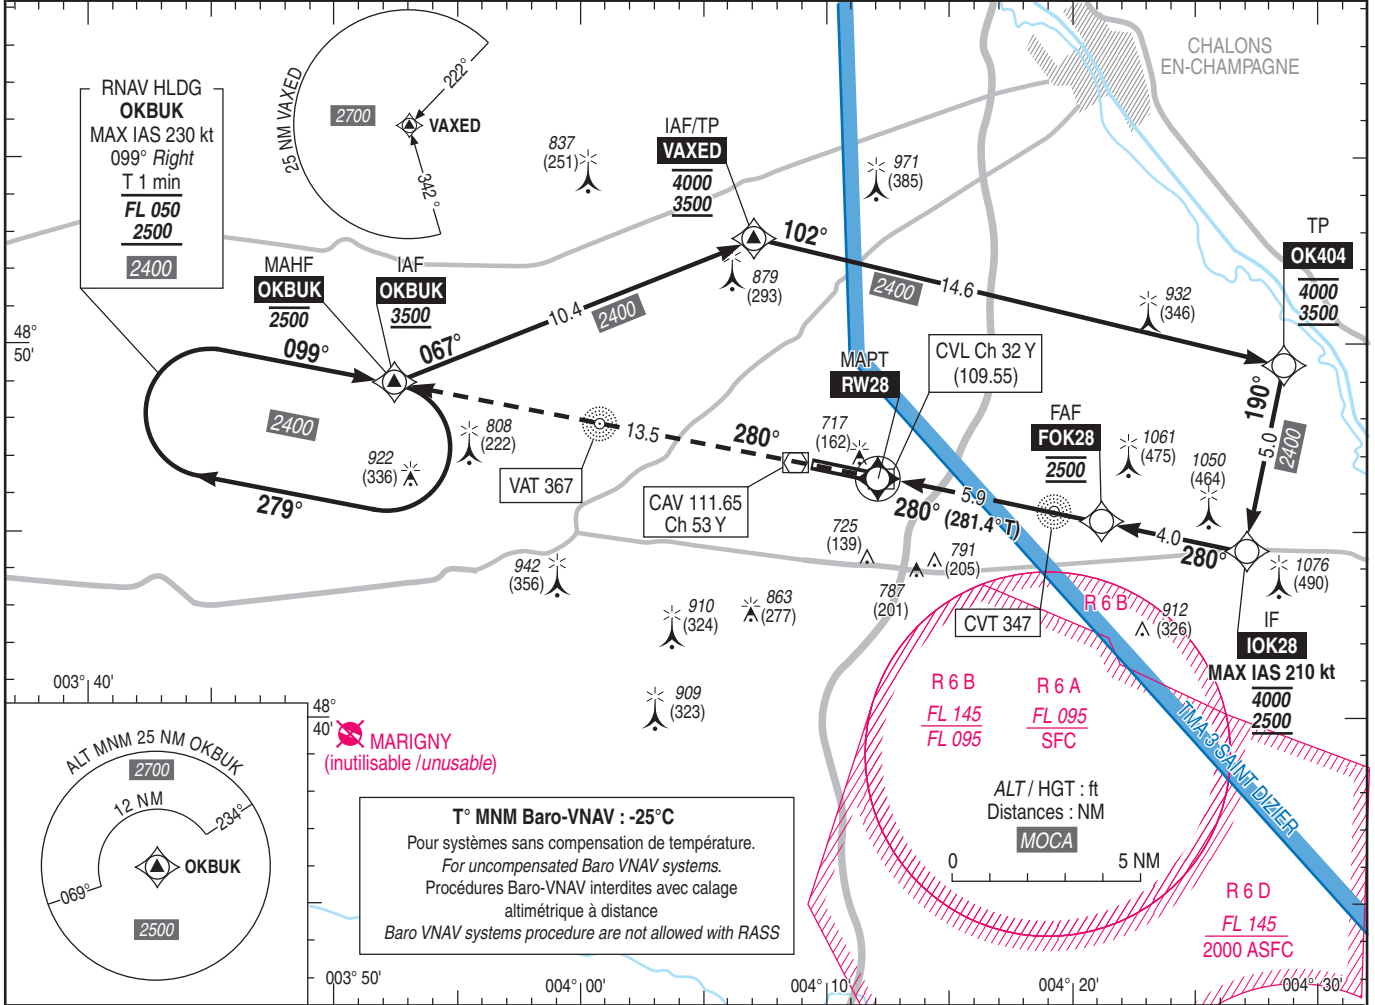 RNAV HLDG
OKBUK
MAX IAS 230 kt
099° Right
T 1 min
FL 050
2500
2400
25 NM VAXED
2700
222°
VAXED
342°
837
(251)
IAF/TP
VAXED
4000
3500
971
(385)
CHALONS
EN-CHAMPAGNE
TP
OK404
4000
3500
MAHF
OKBUK
2500
IAF
OKBUK
3500
879
(293)
102°
2400
14.6
932
(346)
48°
50'
099°
067°
10.4
2400
MAPT
RW28
CVL Ch 32 Y
(109.55)
190°
5.0
2400
2400
922
(336)
279°
808
(222)
VAT 367
13.5
280°
717
(162)
CAV 111.65
Ch 53 Y
FAF
FOK28
2500
1061
(475)
1050
(464)
5.9
280° (281.4° T)
4.0
280°
725
(139)
791
(205)
787
(201)
1076
(490)
942
(356)
910
(324)
863
(277)
CVT 347
R 6 B
912
(326)
IF
IOK28
MAX IAS 210 kt
4000
2500
003° 40'
909
(323)
R 6 B
FL 145
FL 095
R 6 A
FL 095
SFC
TMA 3 SAINT DIZIER
48°
40'
MARIGNY
(inutilisable /unusable)
ALT MNM 25 NM OKBUK
2700
12 NM
234°
069°
OKBUK
2500
T° MNM Baro-VNAV : -25°C
Pour systèmes sans compensation de température.
For uncompensated Baro VNAV systems.
Procédures Baro-VNAV interdites avec calage
altimétrique à distance
Baro VNAV systems procedure are not allowed with RASS
ALT / HGT : ft
Distances : NM
MOCA
0
5 NM
R 6 D
FL 145
2000 ASFC
003° 50'
004° 00'
004° 10'
004° 20'
004° 30'